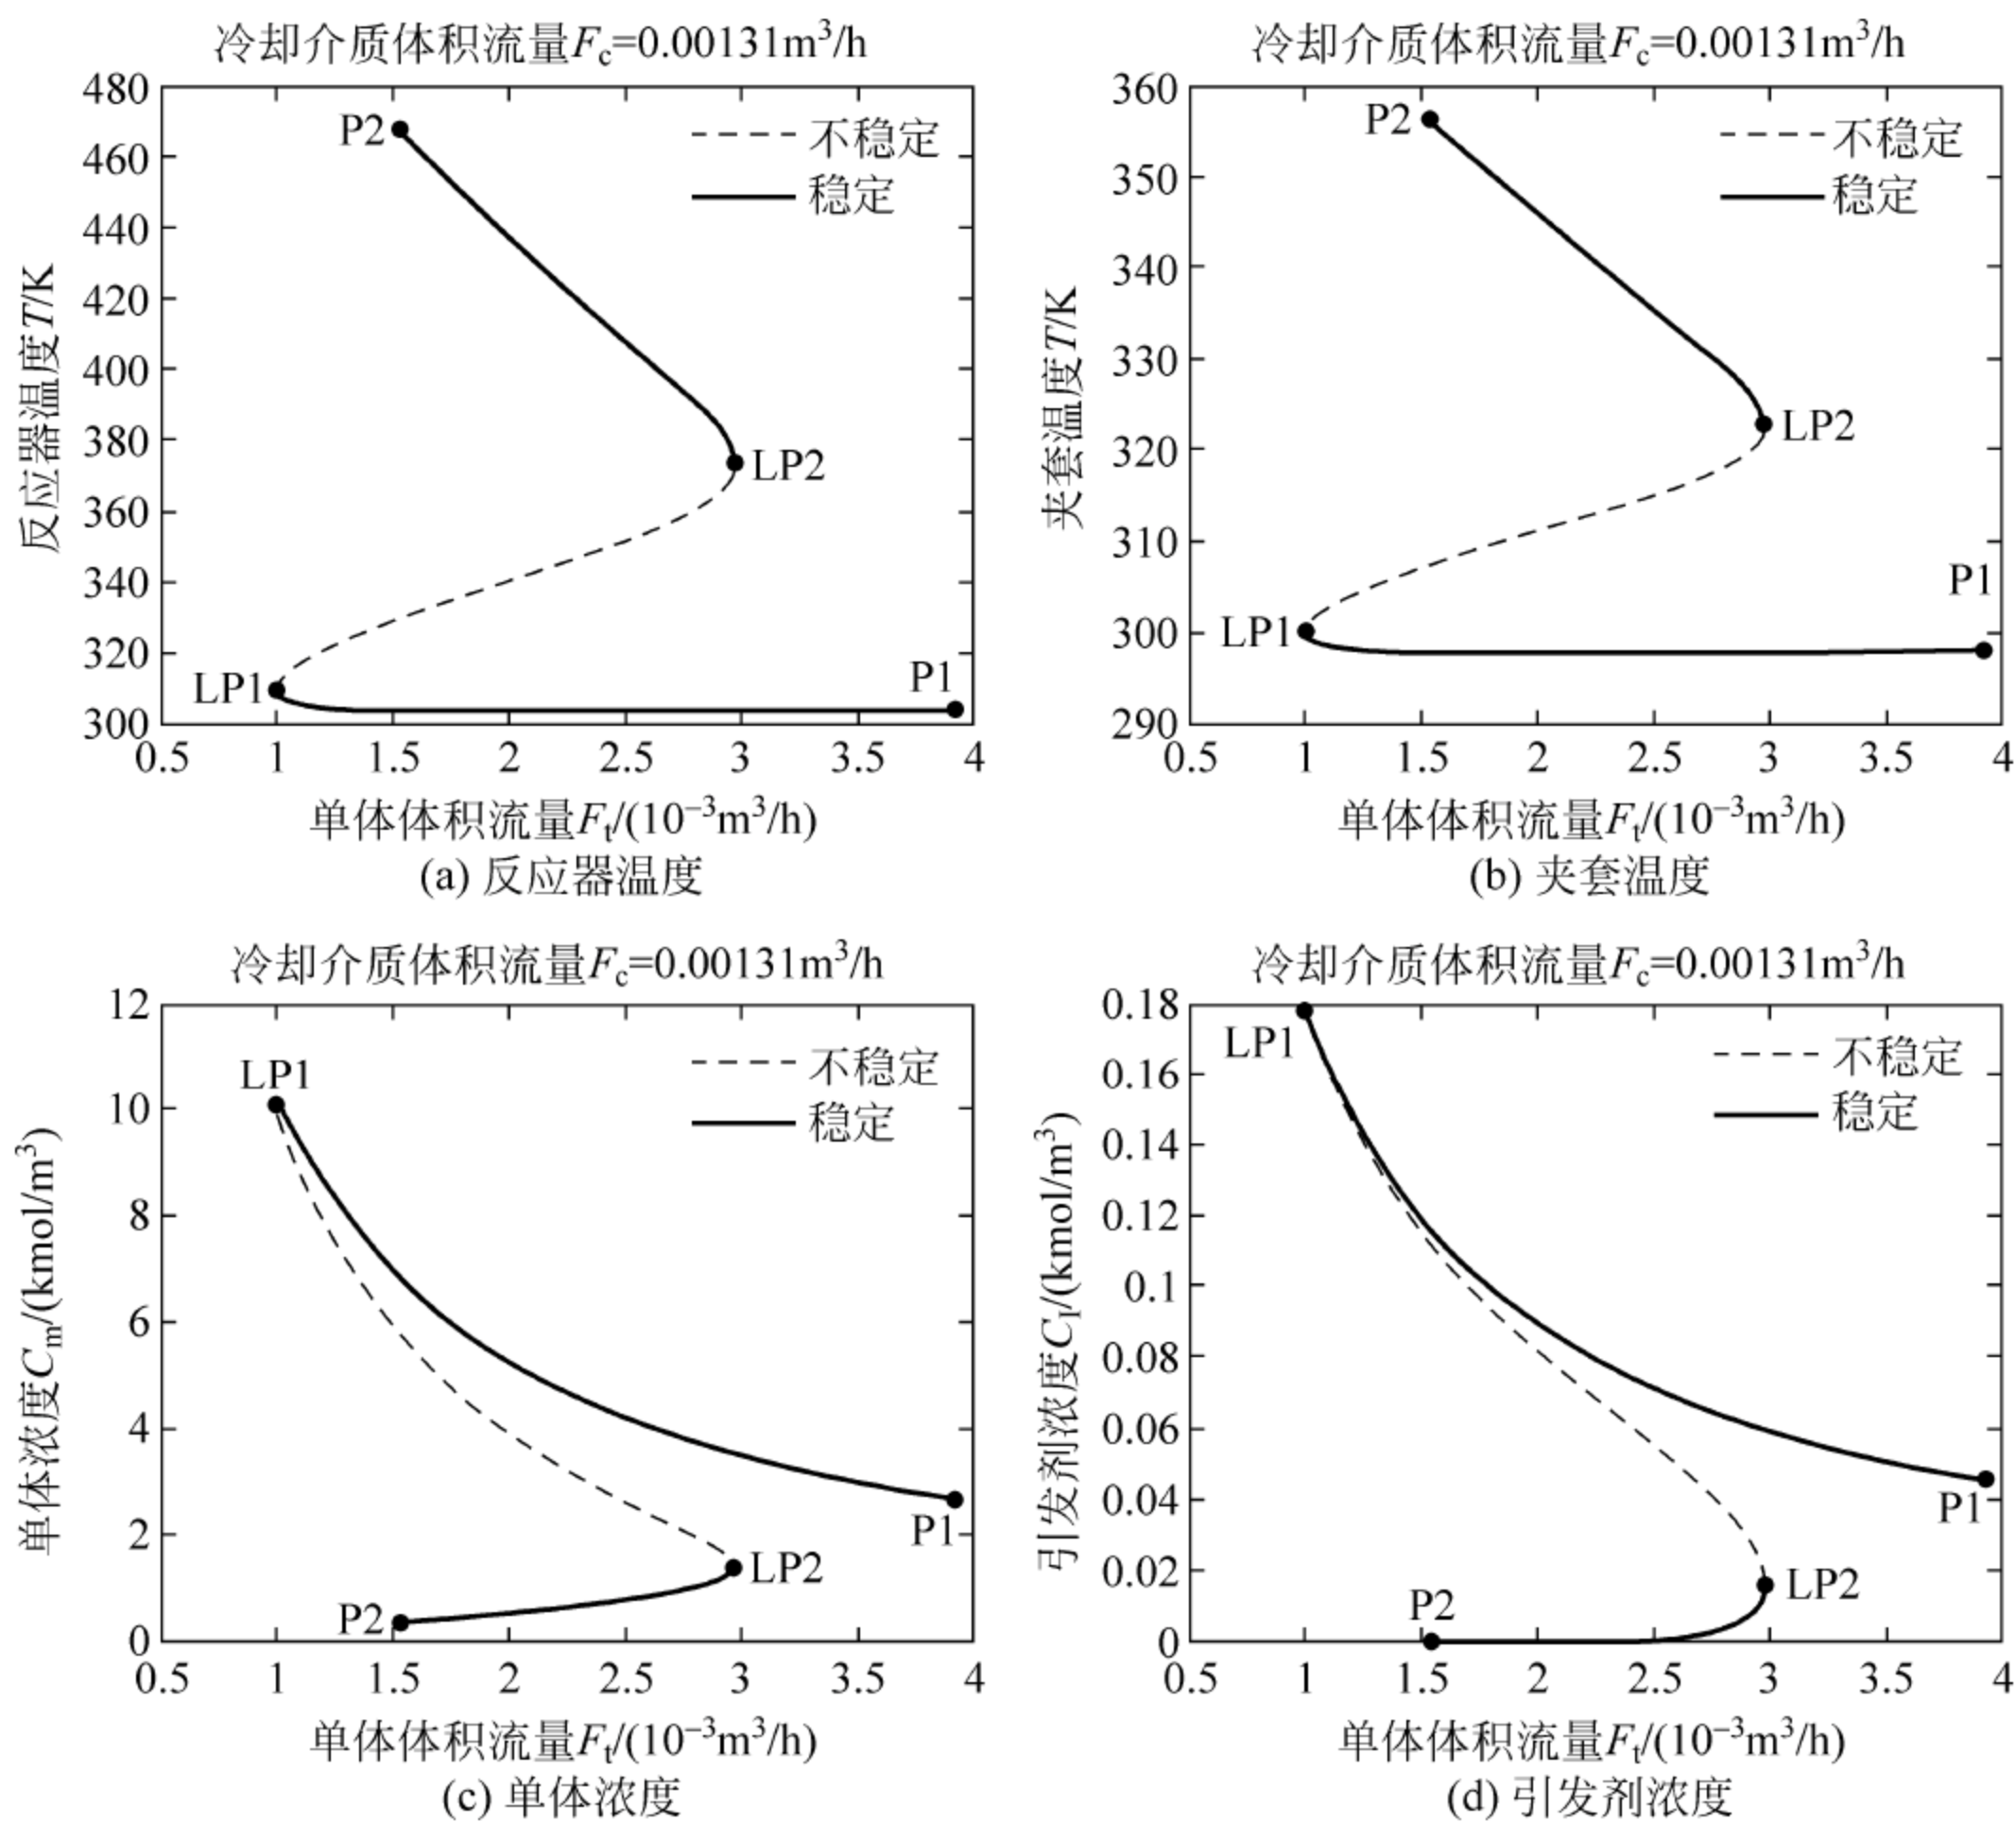 冷却介质体积流量Fc=0.00131m³/h
480
460
440
420
400
380
360
340
320
300
反应器温度T/K
P2
不稳定
稳定
LP2
LP1
P1
0.5 1 1.5 2 2.5 3 3.5 4
单体体积流量Ft/(10⁻³m³/h)
(a) 反应器温度
冷却介质体积流量Fc=0.00131m³/h
360
350
340
330
320
310
300
290
夹套温度T/K
P2
不稳定
稳定
LP2
P1
LP1
0.5 1 1.5 2 2.5 3 3.5 4
单体体积流量Ft/(10⁻³m³/h)
(b) 夹套温度
冷却介质体积流量Fc=0.00131m³/h
12
10
8
6
4
2
0
单体浓度Cm/(kmol/m³)
LP1
不稳定
稳定
P1
LP2
P2
0.5 1 1.5 2 2.5 3 3.5 4
单体体积流量Ft/(10⁻³m³/h)
(c) 单体浓度
冷却介质体积流量Fc=0.00131m³/h
0.18
0.16
0.14
0.12
0.1
0.08
0.06
0.04
0.02
0
引发剂浓度CI/(kmol/m³)
LP1
不稳定
稳定
P1
LP2
P2
0.5 1 1.5 2 2.5 3 3.5 4
单体体积流量Ft/(10⁻³m³/h)
(d) 引发剂浓度